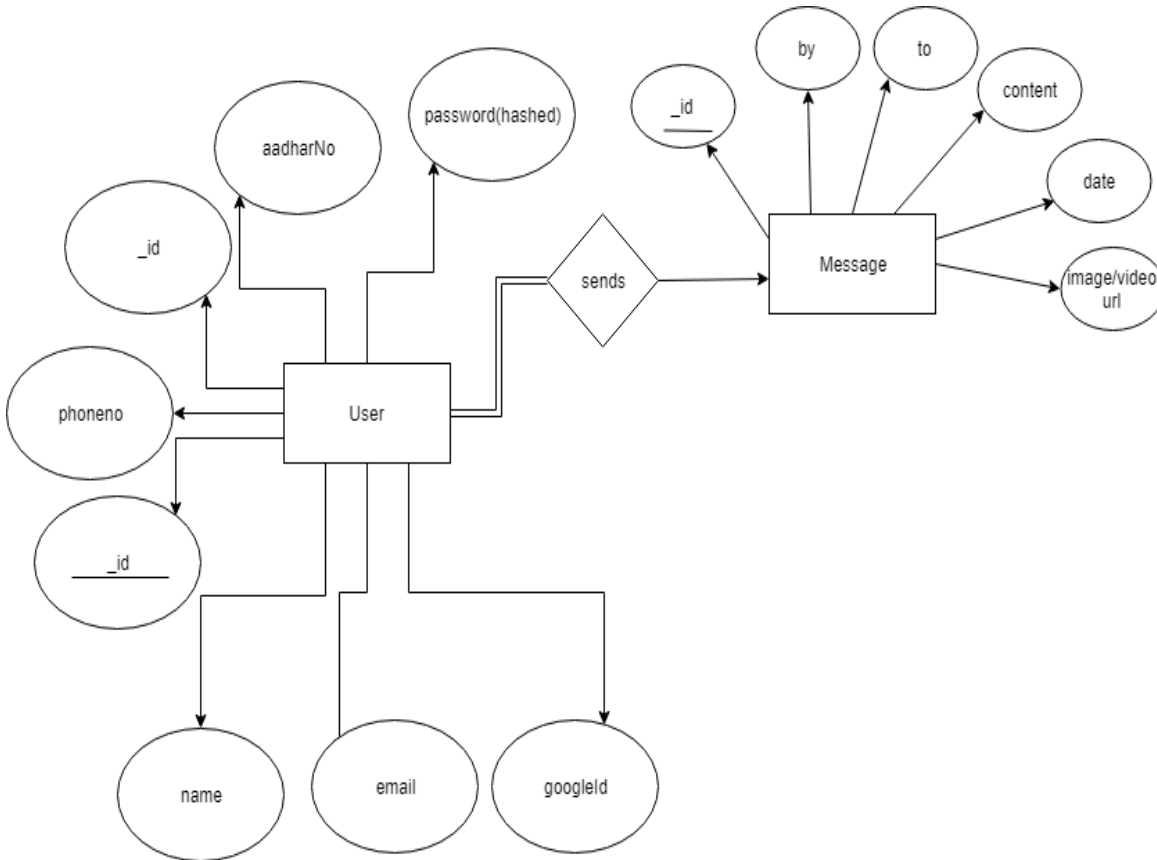 by
to
_id
content
password(hashed)
aadharNo
date
_id
Message
sends
image/video
url
phoneno
User
_id
name
email
googleId